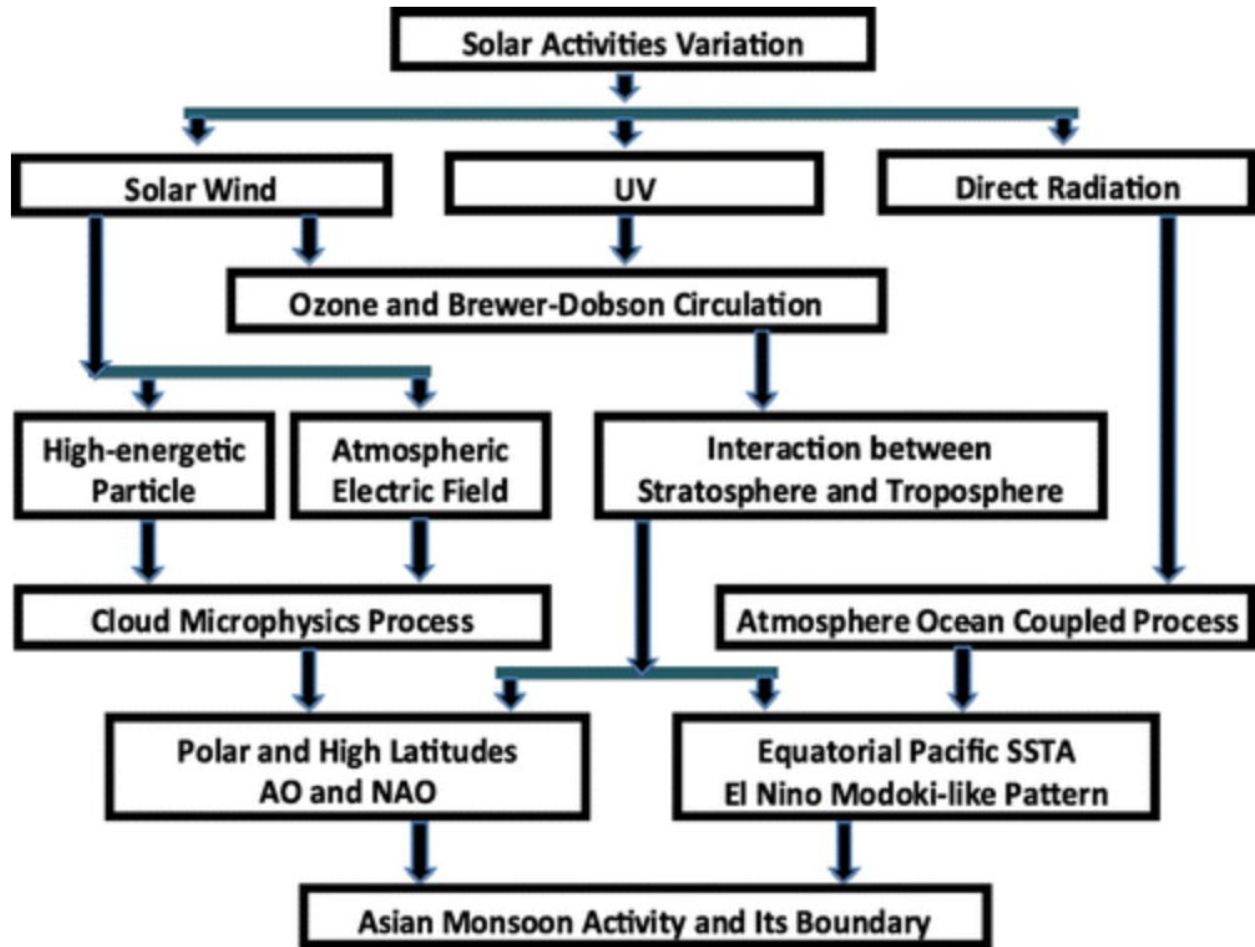 Solar Activities Variation
Solar Wind
UV
Direct Radiation
Ozone and Brewer-Dobson Circulation
High-energetic
Particle
Atmospheric
Electric Field
Interaction between
Stratosphere and Troposphere
Cloud Microphysics Process
Atmosphere Ocean Coupled Process
Polar and High Latitudes
AO and NAO
Equatorial Pacific SSTA
El Nino Modoki-like Pattern
Asian Monsoon Activity and Its Boundary